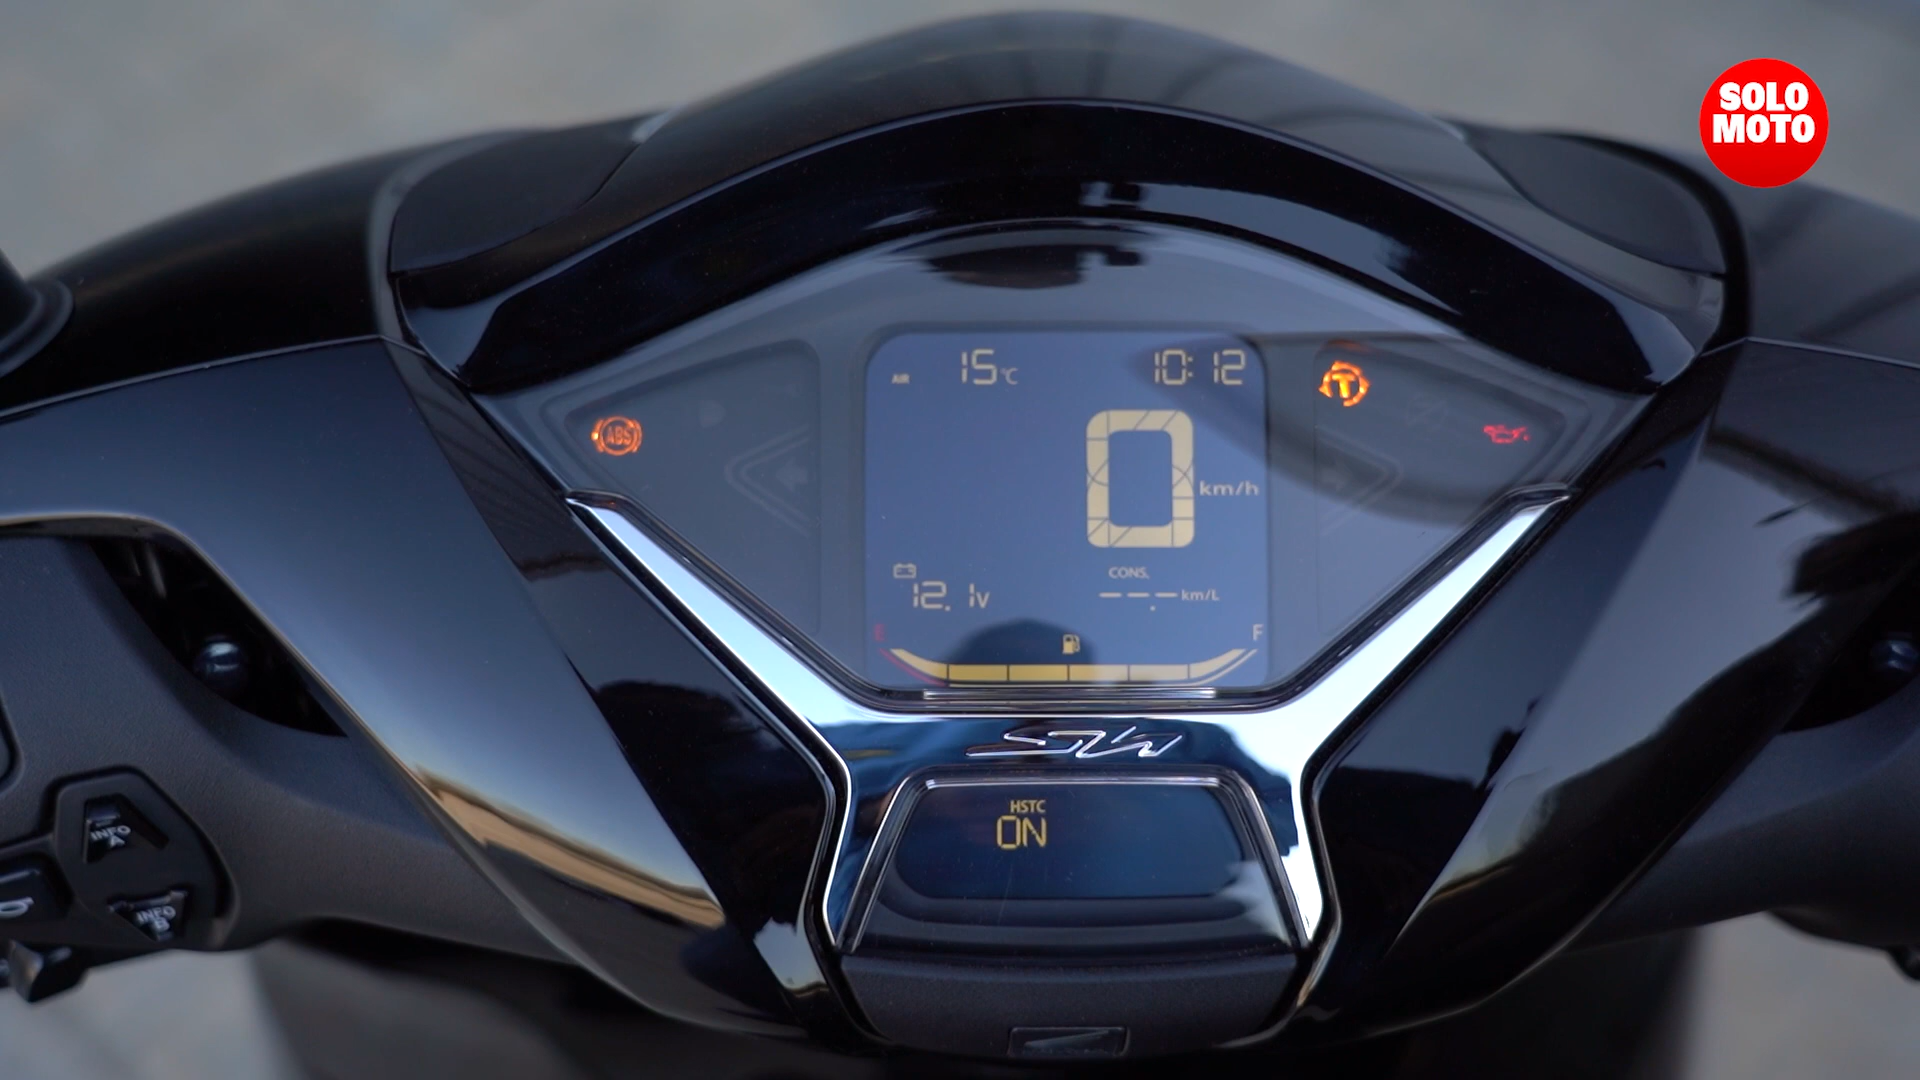 SOLO
MOTO
AIR 15°C 10:12
ABS
T
0 km/h
CONS.
12.1V ---.- km/L
E F
SH
HSTC
ON
INFO
A
INFO
B